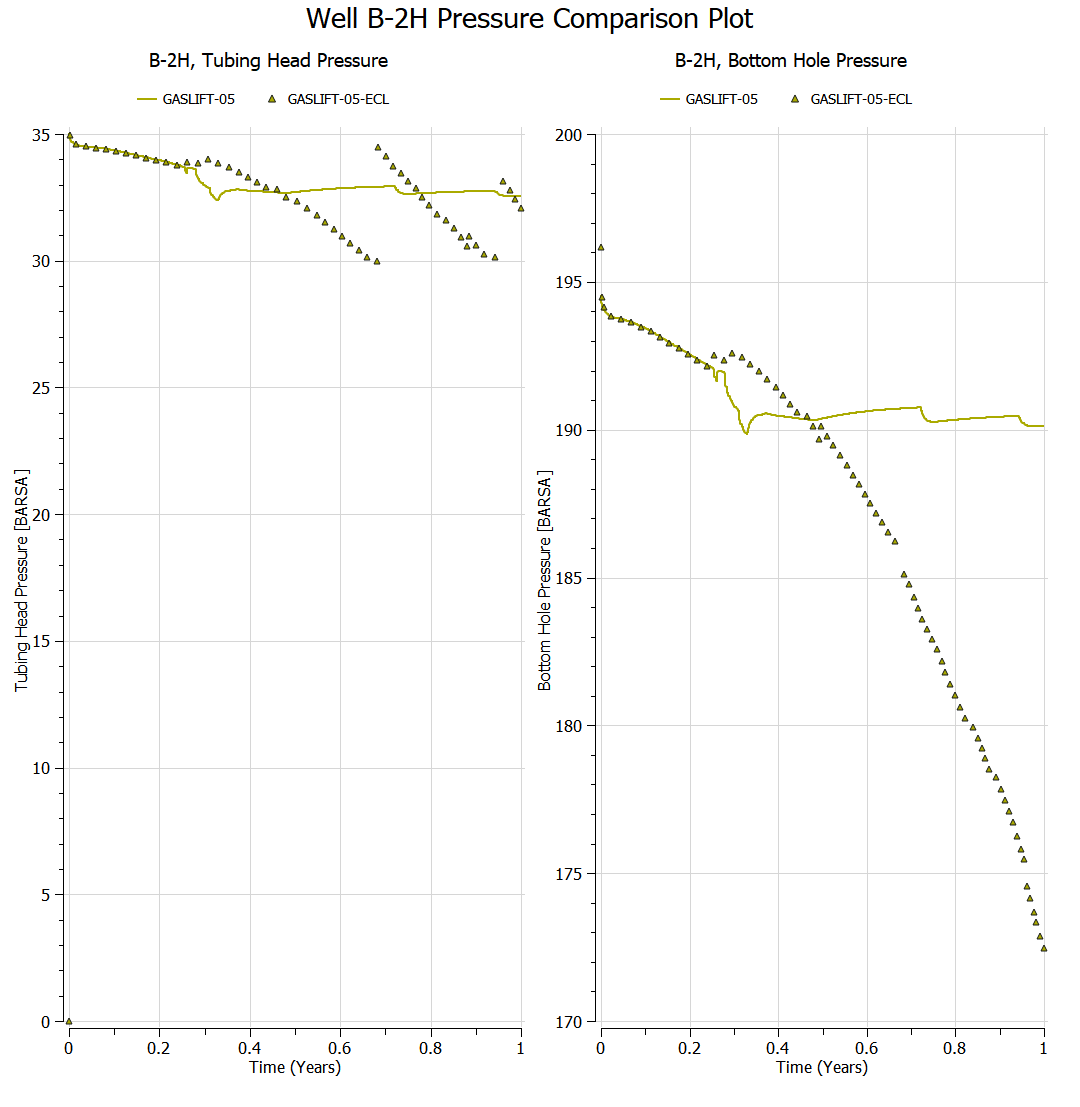 Well B-2H Pressure Comparison Plot
B-2H, Tubing Head Pressure
GASLIFT-05 GASLIFT-05-ECL
35
30
25
20
15
10
5
0
Tubing Head Pressure [BARSA]
0 0.2 0.4 0.6 0.8 1
Time (Years)
B-2H, Bottom Hole Pressure
GASLIFT-05 GASLIFT-05-ECL
200
195
190
185
180
175
170
Bottom Hole Pressure [BARSA]
0 0.2 0.4 0.6 0.8 1
Time (Years)